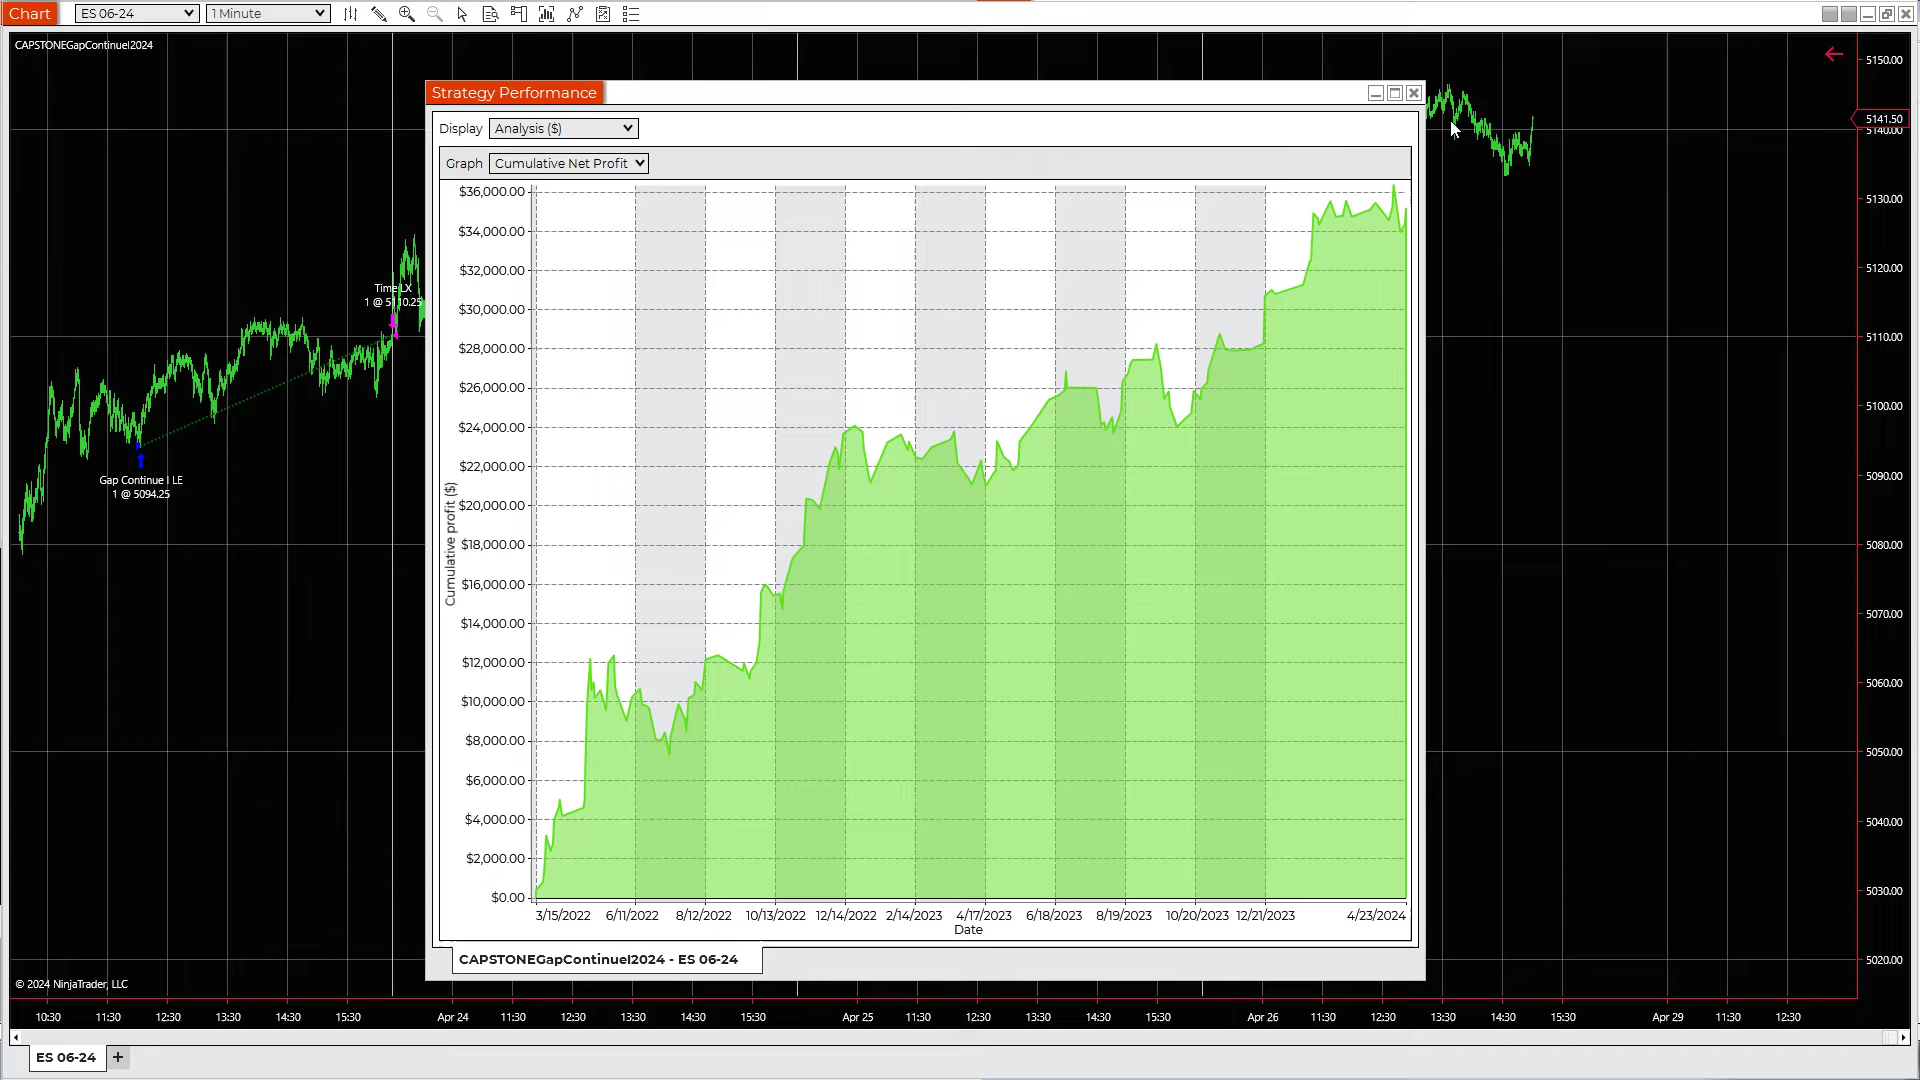 Chart
ES 06-24
1 Minute
CAPSTONEGapContinueI2024
Strategy Performance
Display Analysis ($)
Graph Cumulative Net Profit
$36,000.00
$34,000.00
$32,000.00
$30,000.00
$28,000.00
$26,000.00
$24,000.00
$22,000.00
$20,000.00
$18,000.00
$16,000.00
$14,000.00
$12,000.00
$10,000.00
$8,000.00
$6,000.00
$4,000.00
$2,000.00
$0.00
Cumulative profit ($)
3/15/2022 6/11/2022 8/12/2022 10/13/2022 12/14/2022 2/14/2023 4/17/2023 6/18/2023 8/19/2023 10/20/2023 12/21/2023 4/23/2024
Date
CAPSTONEGapContinueI2024 - ES 06-24
Time LX
1 @ 5110.25
Gap Continue I LE
1 @ 5094.25
5150.00
5141.50
5140.00
5130.00
5120.00
5110.00
5100.00
5090.00
5080.00
5070.00
5060.00
5050.00
5040.00
5030.00
5020.00
© 2024 NinjaTrader, LLC
10:30 11:30 12:30 13:30 14:30 15:30 Apr 24 11:30 12:30 13:30 14:30 15:30 Apr 25 11:30 12:30 13:30 14:30 15:30 Apr 26 11:30 12:30 13:30 14:30 15:30 Apr 29 11:30 12:30
ES 06-24 +